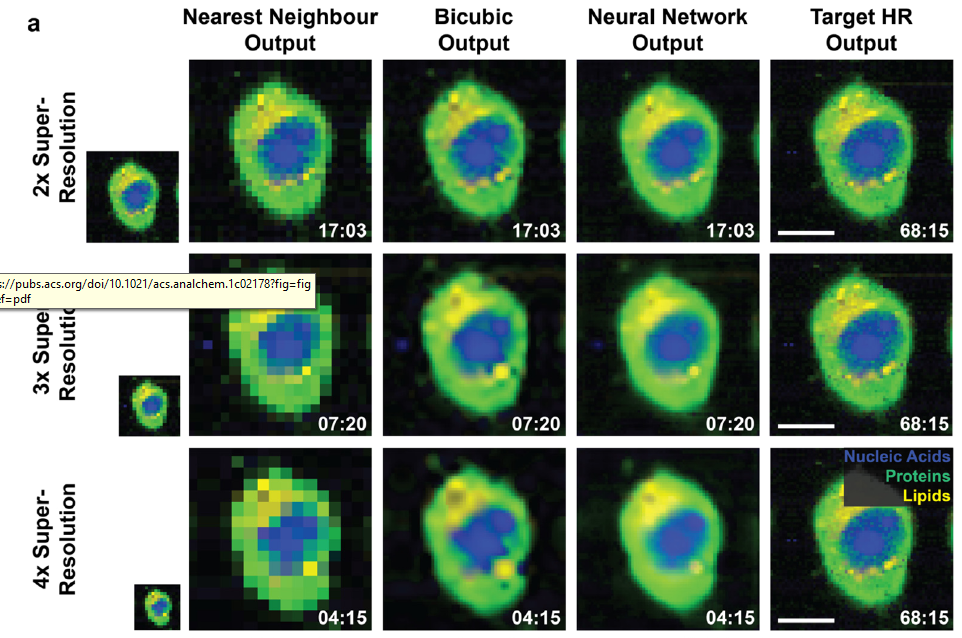 a
Nearest Neighbour
Output
Bicubic
Output
Neural Network
Output
Target HR
Output
2x Super-
Resolution
17:03
17:03
17:03
68:15
s://pubs.acs.org/doi/10.1021/acs.analchem.1c02178?fig=fig
f=pdf
3x Super
Resolution
07:20
07:20
07:20
68:15
4x Super-
Resolution
Nucleic Acids
Proteins
Lipids
04:15
04:15
04:15
68:15